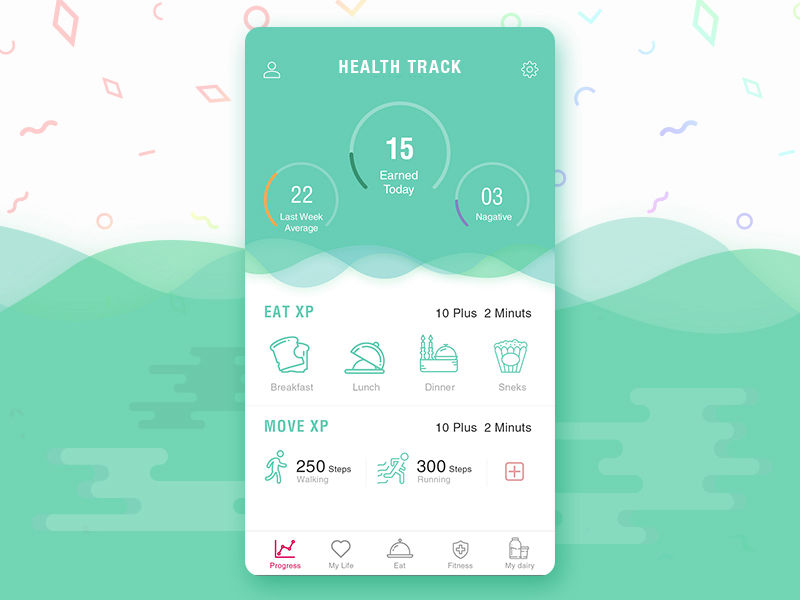 HEALTH TRACK
15
Earned
Today
22
Last Week
Average
03
Nagative
EAT XP 10 Plus 2 Minuts
Breakfast Lunch Dinner Sneks
MOVE XP 10 Plus 2 Minuts
250 Steps 300 Steps
Walking Running
Progress My Life Eat Fitness My dairy